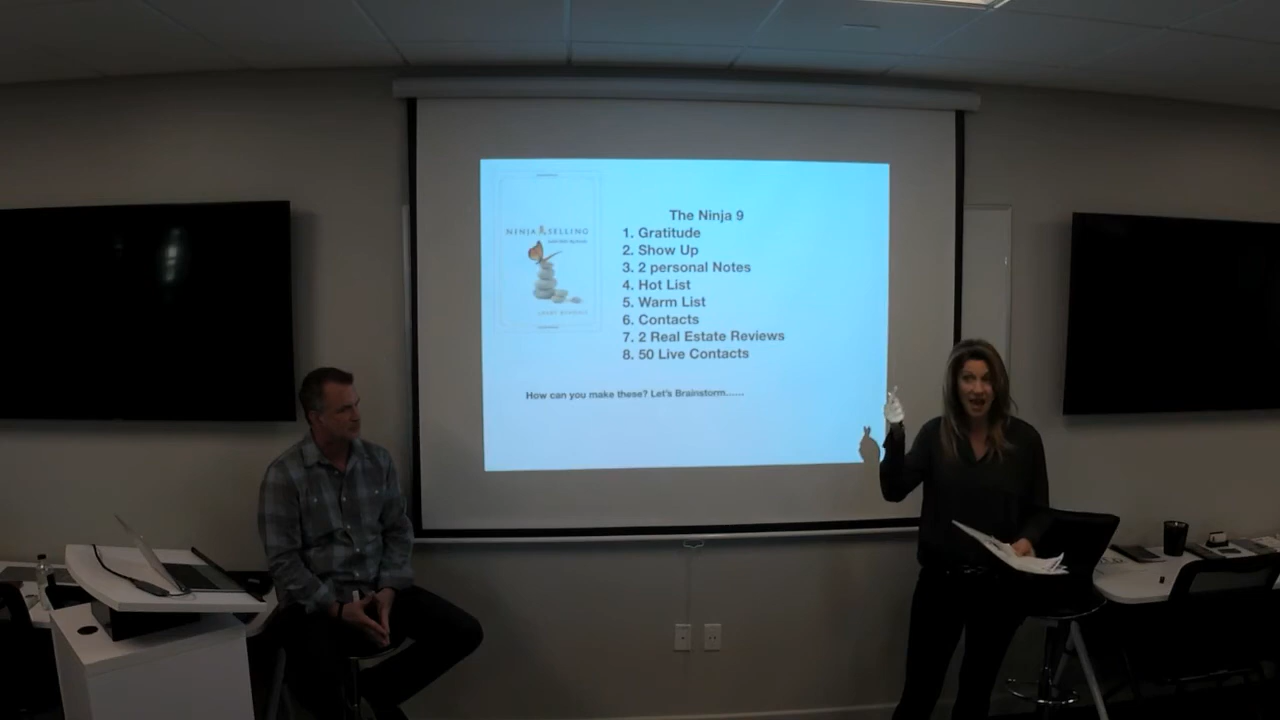 NINJA SELLING
The Ninja 9
1. Gratitude
2. Show Up
3. 2 personal Notes
4. Hot List
5. Warm List
6. Contacts
7. 2 Real Estate Reviews
8. 50 Live Contacts
How can you make these? Let's Brainstorm......